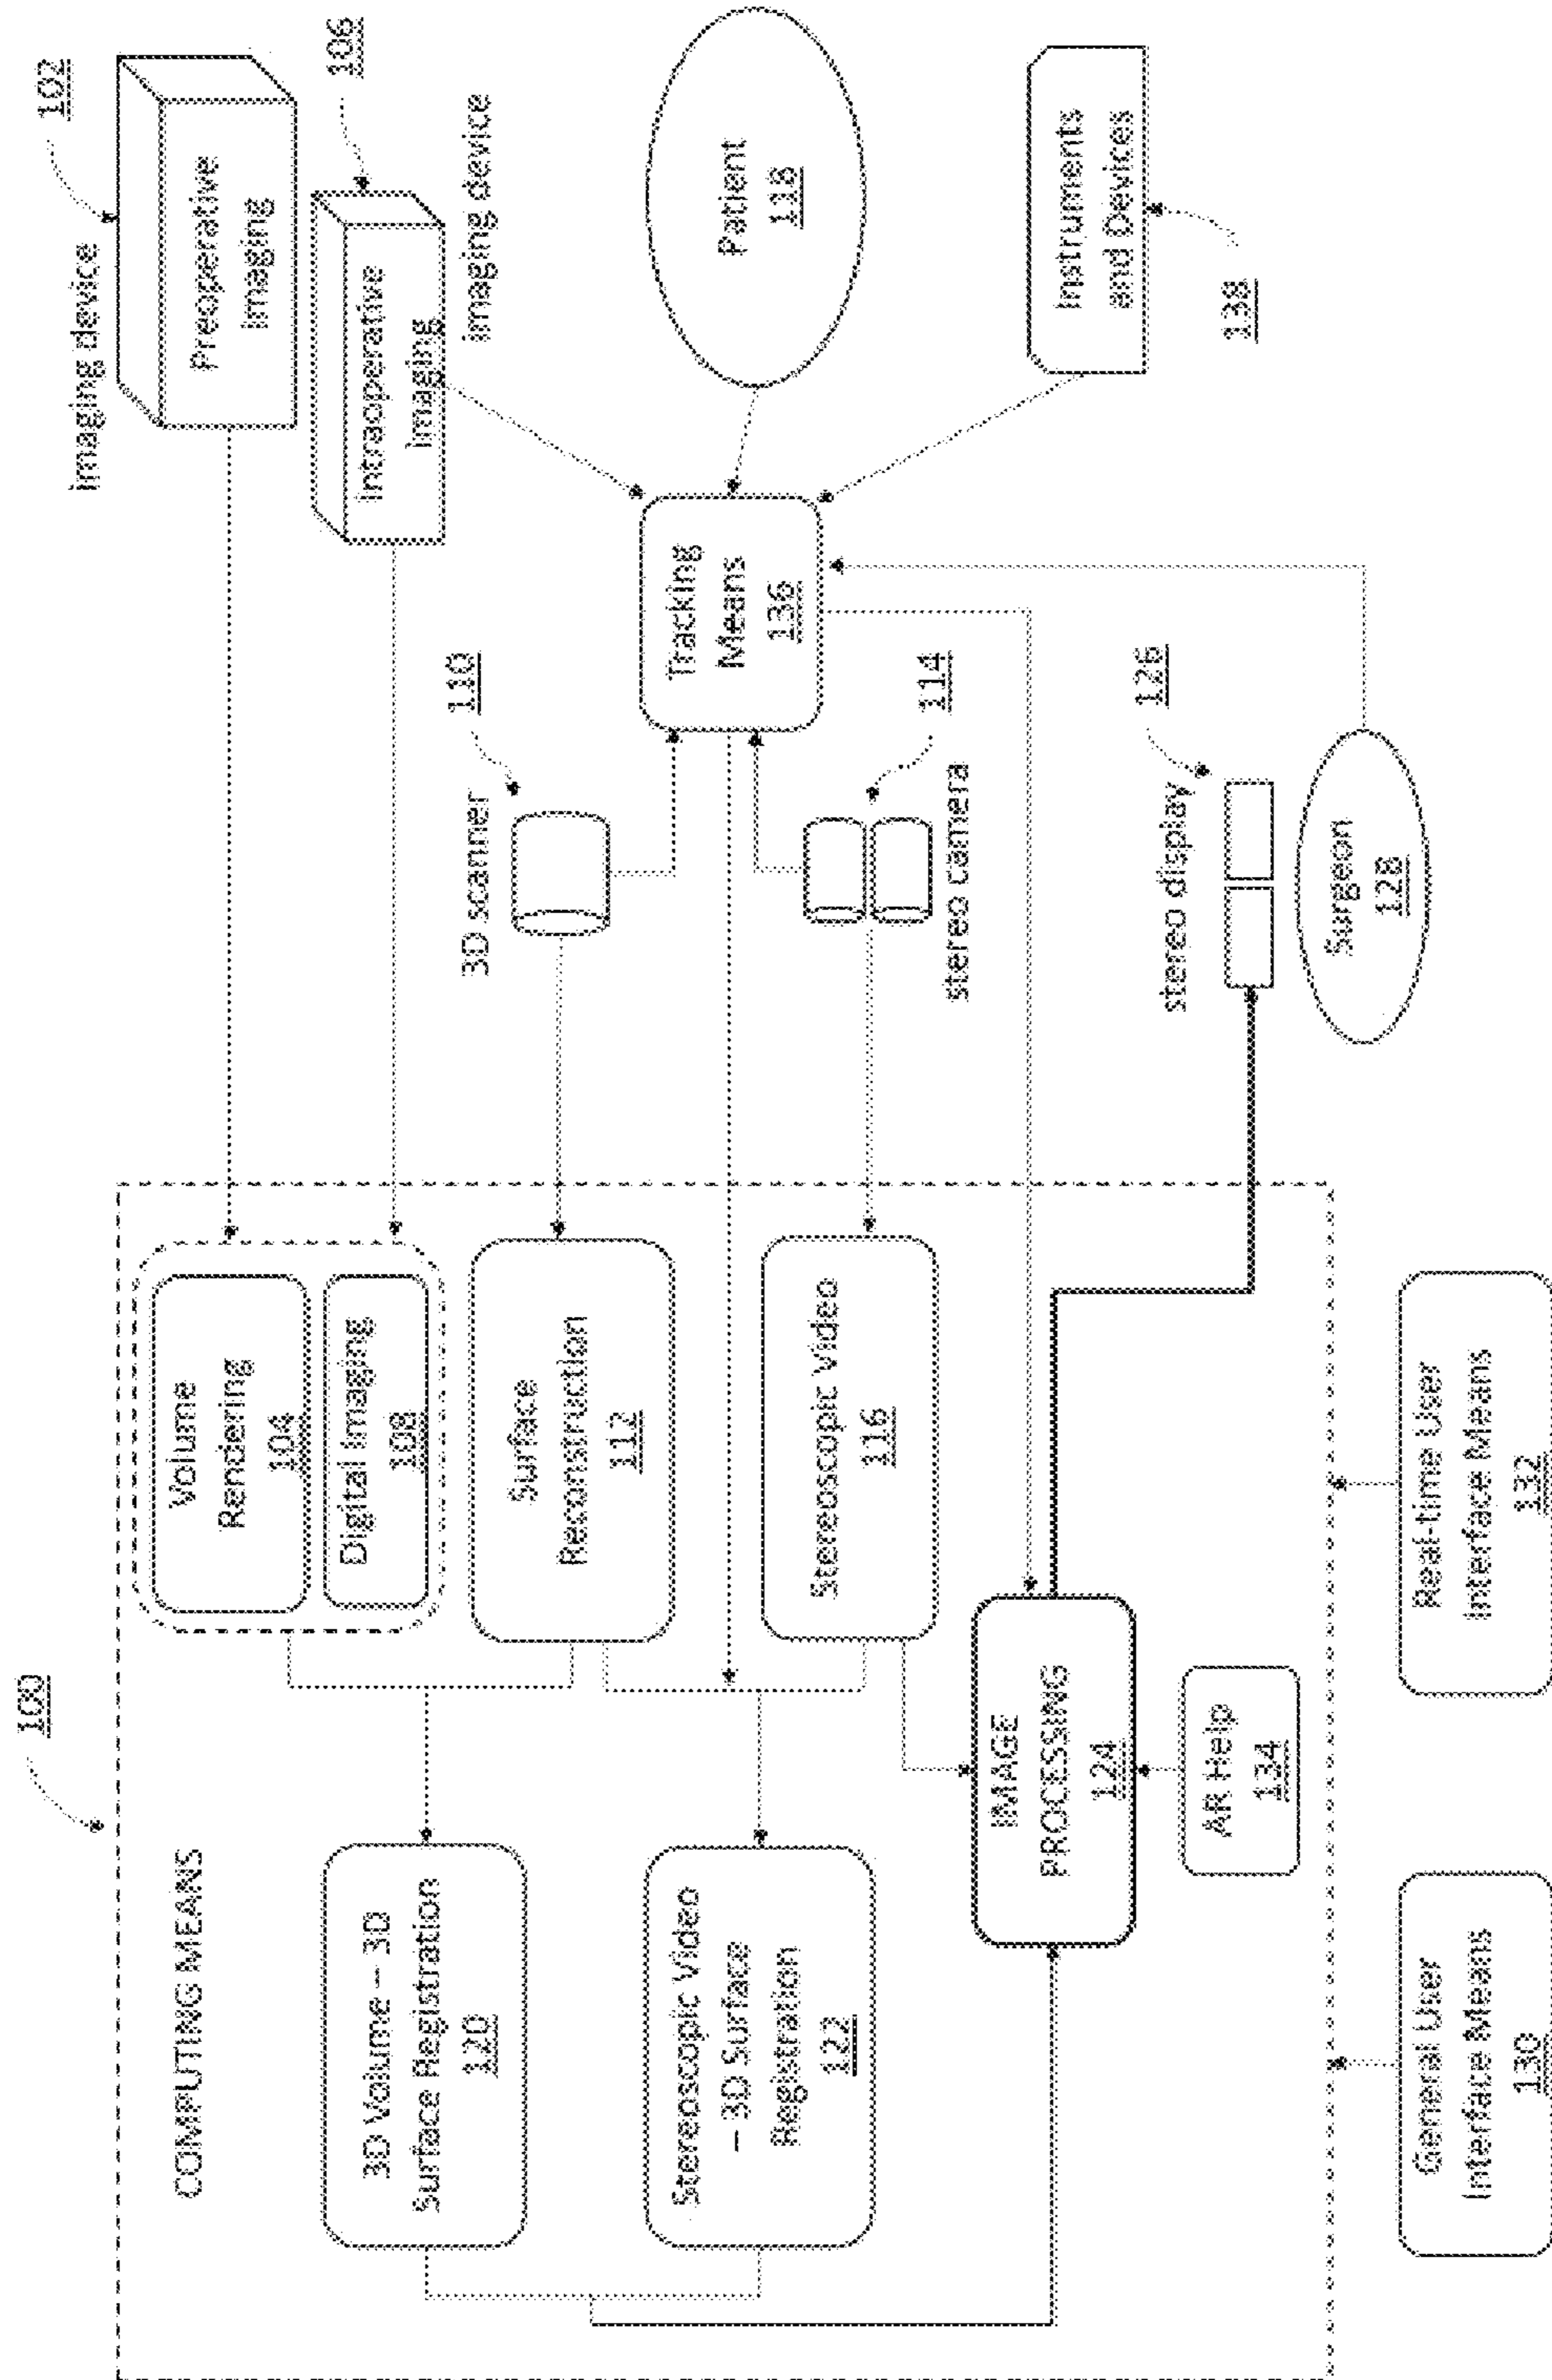 100
COMPUTING MEANS
3D Volume – 3D
Surface Registration
120
Stereoscopic Video
– 3D Surface
Registration
122
Volume
Rendering
104
Digital Imaging
108
Surface
Reconstruction
112
Stereoscopic Video
116
IMAGE
PROCESSING
124
AR Help
134
General User
Interface Means
130
Real-time User
Interface Means
132
Imaging device
102
Preoperative
Imaging
106
Intraoperative
Imaging
Imaging device
3D scanner
110
Tracking
Means
136
stereo camera
114
Patient
118
Instruments
and Devices
138
stereo display
126
Surgeon
128